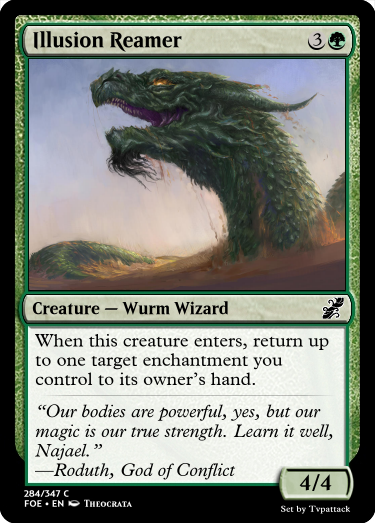 Illusion Reamer 3
Creature — Wurm Wizard
When this creature enters, return up
to one target enchantment you
control to its owner's hand.
“Our bodies are powerful, yes, but our
magic is our true strength. Learn it well,
Najael.”
—Roduth, God of Conflict
4/4
284/347 C
FOE • EN Theocrata
Set by Tvpattack